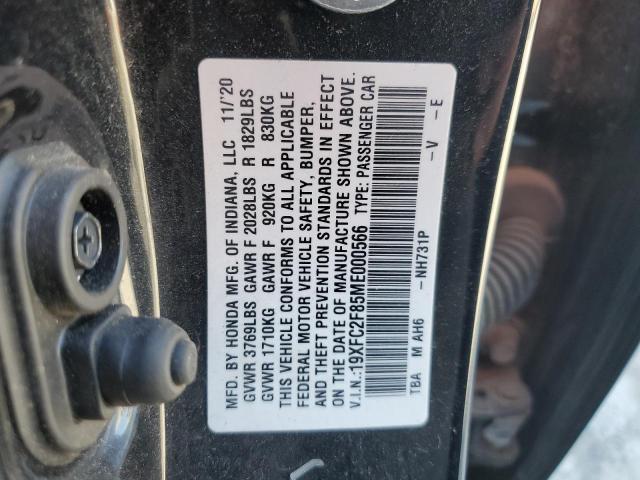 MFD. BY HONDA MFG. OF INDIANA, LLC 11/'20
GVWR 3769LBS GAWR F 2028LBS R 1829LBS
GVWR 1710KG GAWR F 920KG R 830KG
THIS VEHICLE CONFORMS TO ALL APPLICABLE
FEDERAL MOTOR VEHICLE SAFETY, BUMPER,
AND THEFT PREVENTION STANDARDS IN EFFECT
ON THE DATE OF MANUFACTURE SHOWN ABOVE.
V.I.N.:19XFC2F85ME000566 TYPE: PASSENGER CAR
TBA M AH6 -NH731P -V -E